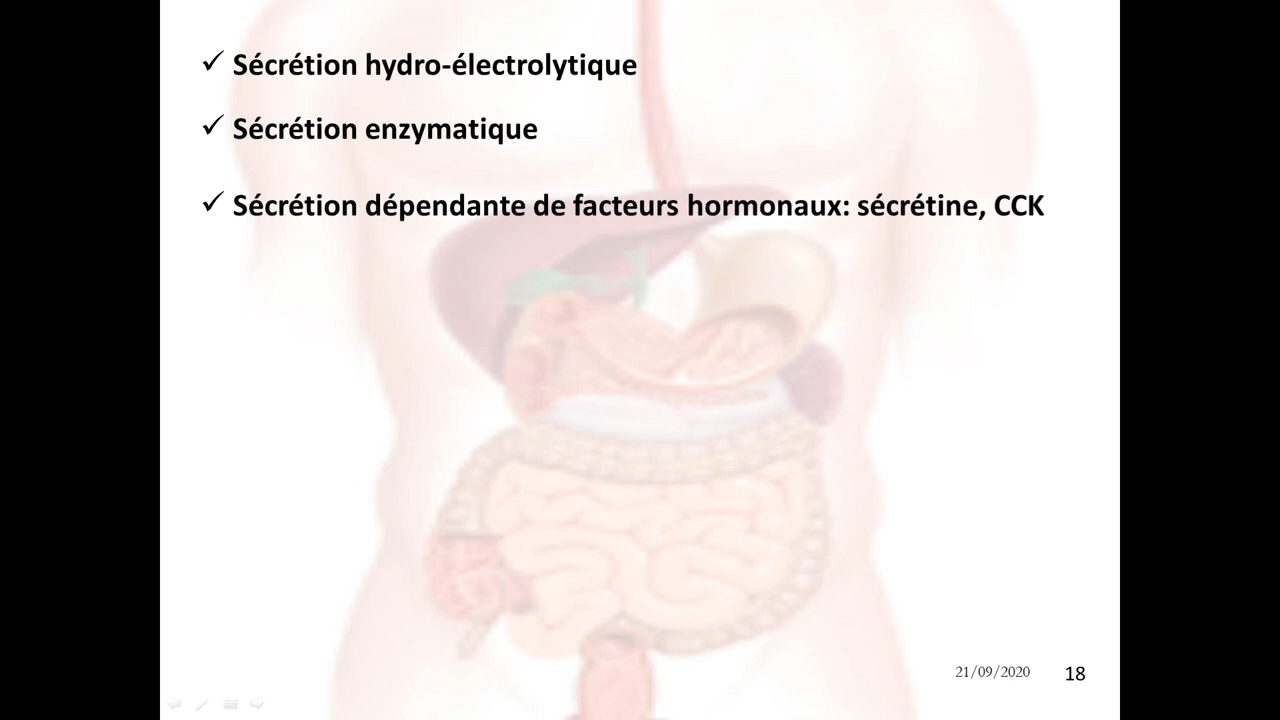 ✓ Sécrétion hydro-électrolytique
✓ Sécrétion enzymatique
✓ Sécrétion dépendante de facteurs hormonaux: sécrétine, CCK
21/09/2020 18